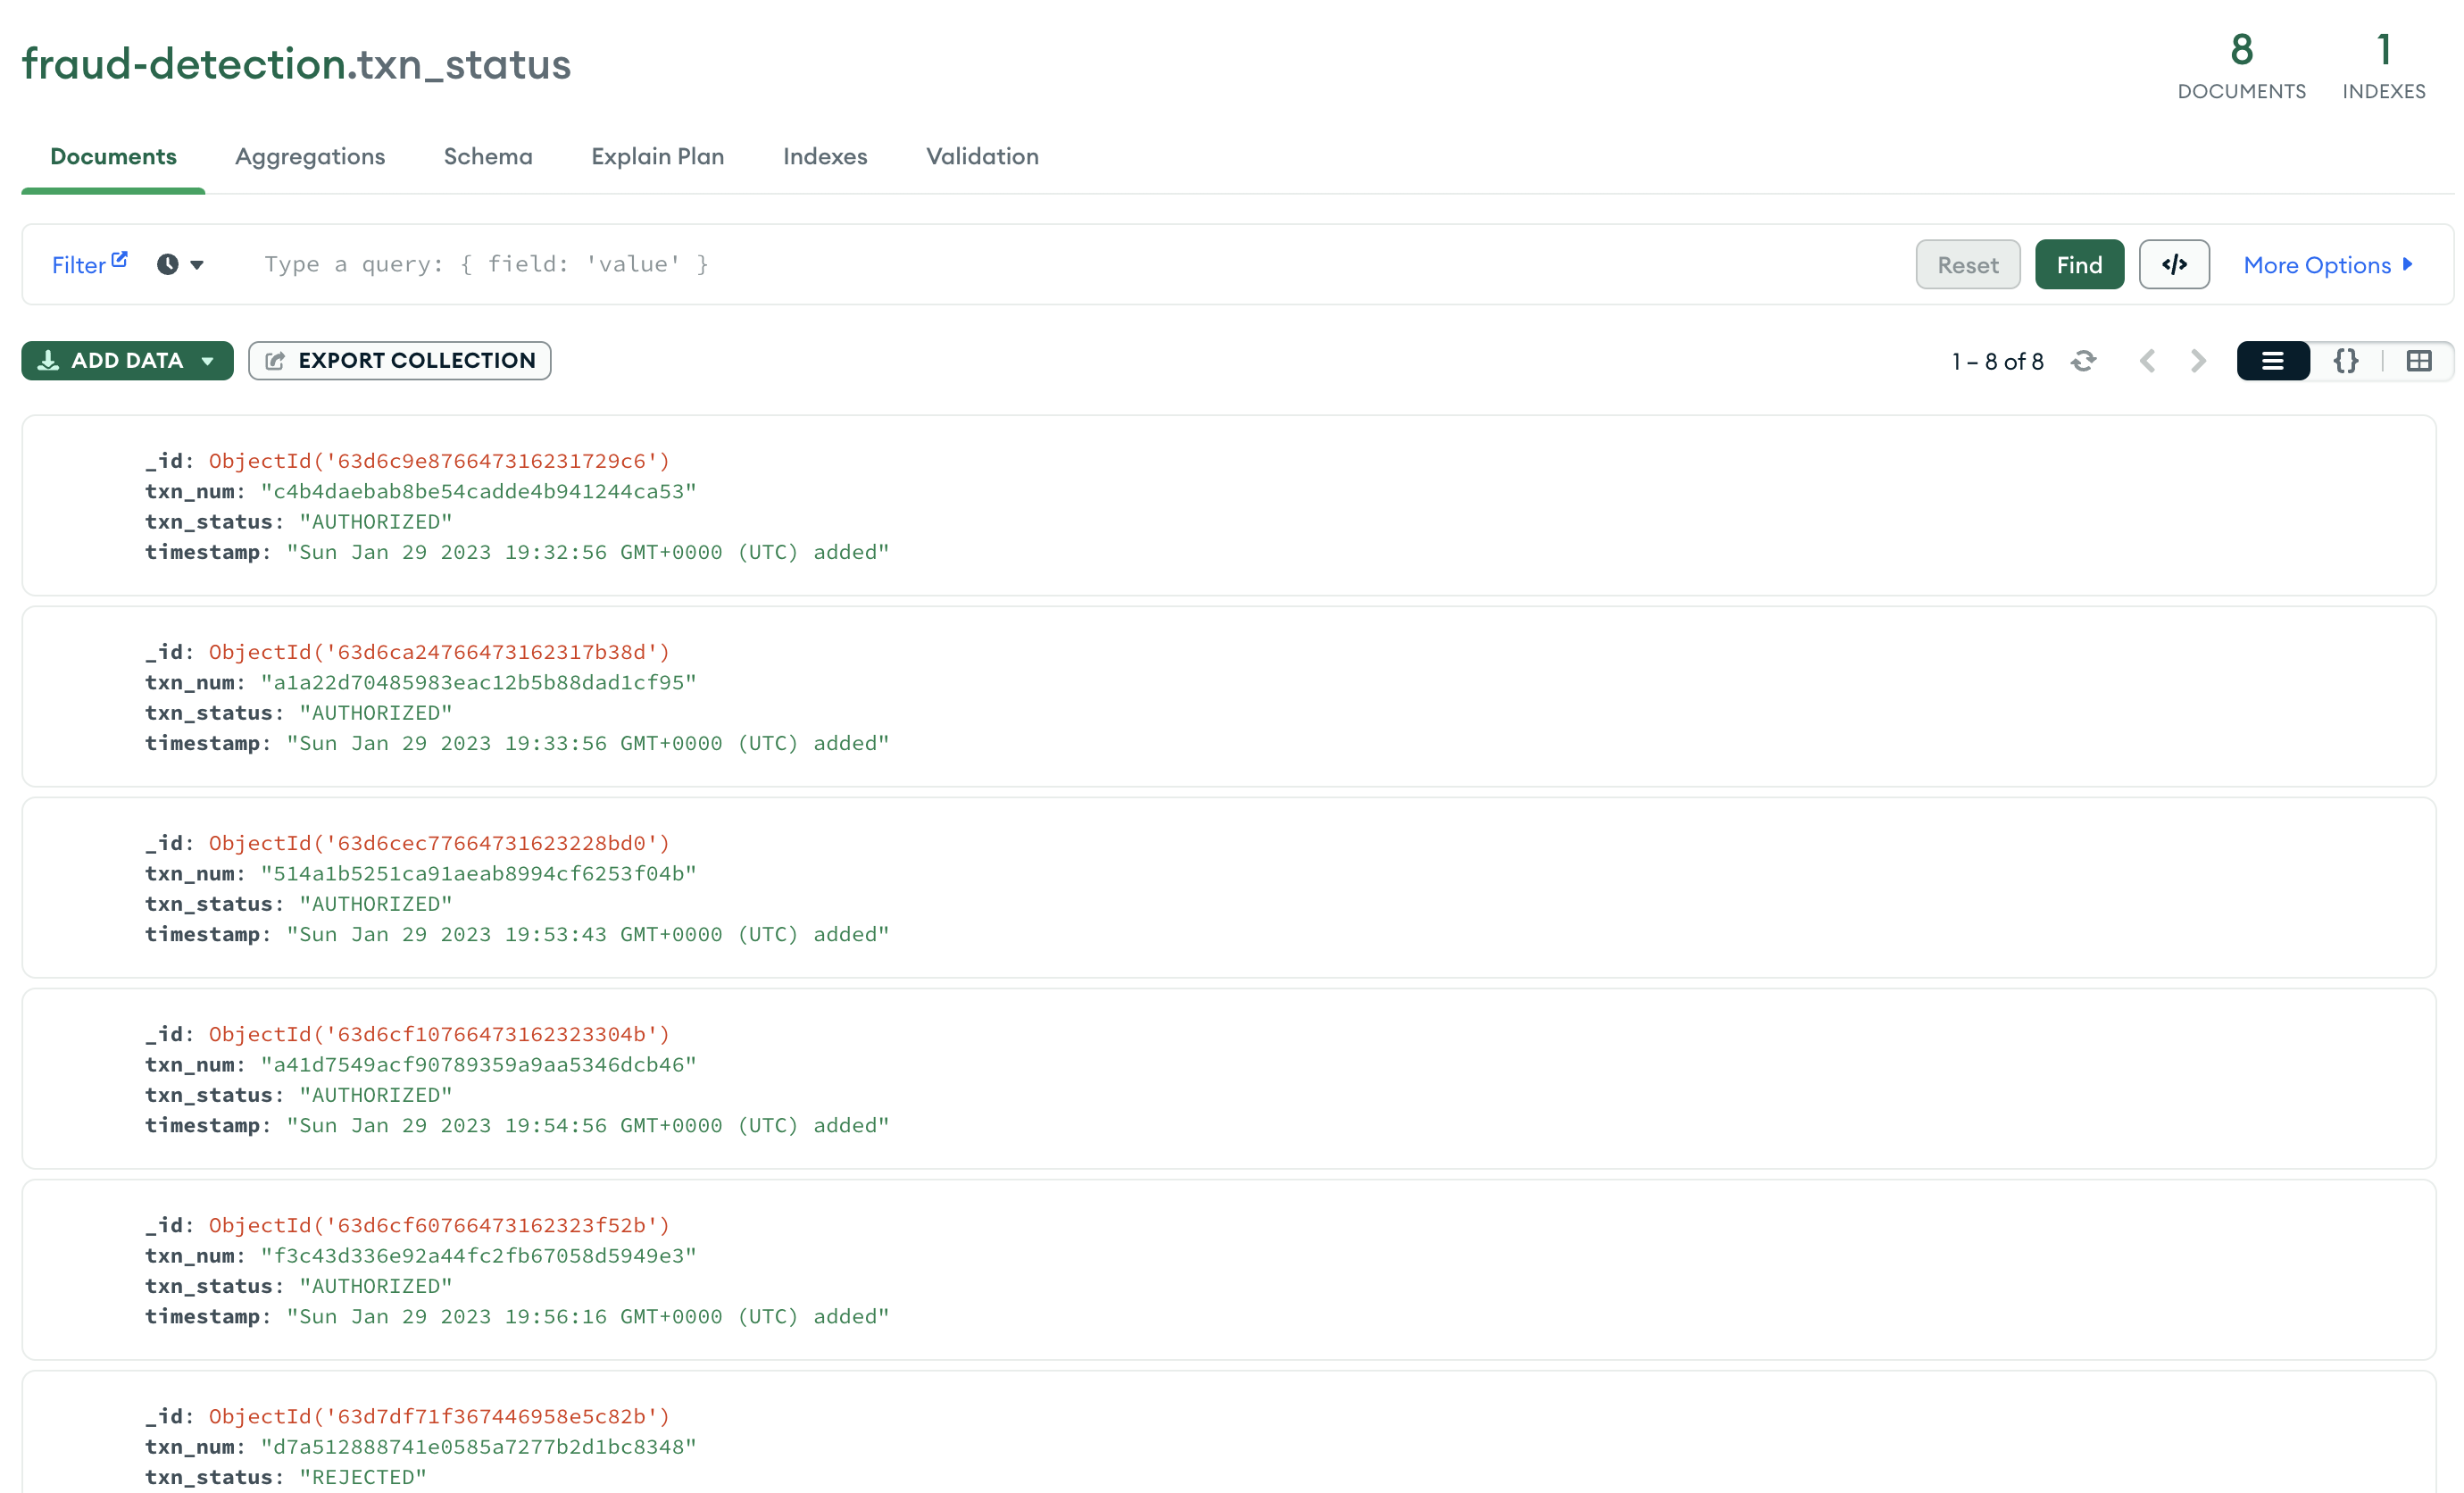 fraud-detection.txn_status
8 1
DOCUMENTS INDEXES
Documents Aggregations Schema Explain Plan Indexes Validation
Filter Type a query: { field: 'value' } Reset Find </> More Options
ADD DATA EXPORT COLLECTION 1 – 8 of 8 {}
_id: ObjectId('63d6c9e876647316231729c6')
txn_num: "c4b4daebab8be54cadde4b941244ca53"
txn_status: "AUTHORIZED"
timestamp: "Sun Jan 29 2023 19:32:56 GMT+0000 (UTC) added"
_id: ObjectId('63d6ca24766473162317b38d')
txn_num: "a1a22d70485983eac12b5b88dad1cf95"
txn_status: "AUTHORIZED"
timestamp: "Sun Jan 29 2023 19:33:56 GMT+0000 (UTC) added"
_id: ObjectId('63d6cec77664731623228bd0')
txn_num: "514a1b5251ca91aeab8994cf6253f04b"
txn_status: "AUTHORIZED"
timestamp: "Sun Jan 29 2023 19:53:43 GMT+0000 (UTC) added"
_id: ObjectId('63d6cf10766473162323304b')
txn_num: "a41d7549acf90789359a9aa5346dcb46"
txn_status: "AUTHORIZED"
timestamp: "Sun Jan 29 2023 19:54:56 GMT+0000 (UTC) added"
_id: ObjectId('63d6cf60766473162323f52b')
txn_num: "f3c43d336e92a44fc2fb67058d5949e3"
txn_status: "AUTHORIZED"
timestamp: "Sun Jan 29 2023 19:56:16 GMT+0000 (UTC) added"
_id: ObjectId('63d7df71f367446958e5c82b')
txn_num: "d7a512888741e0585a7277b2d1bc8348"
txn_status: "REJECTED"